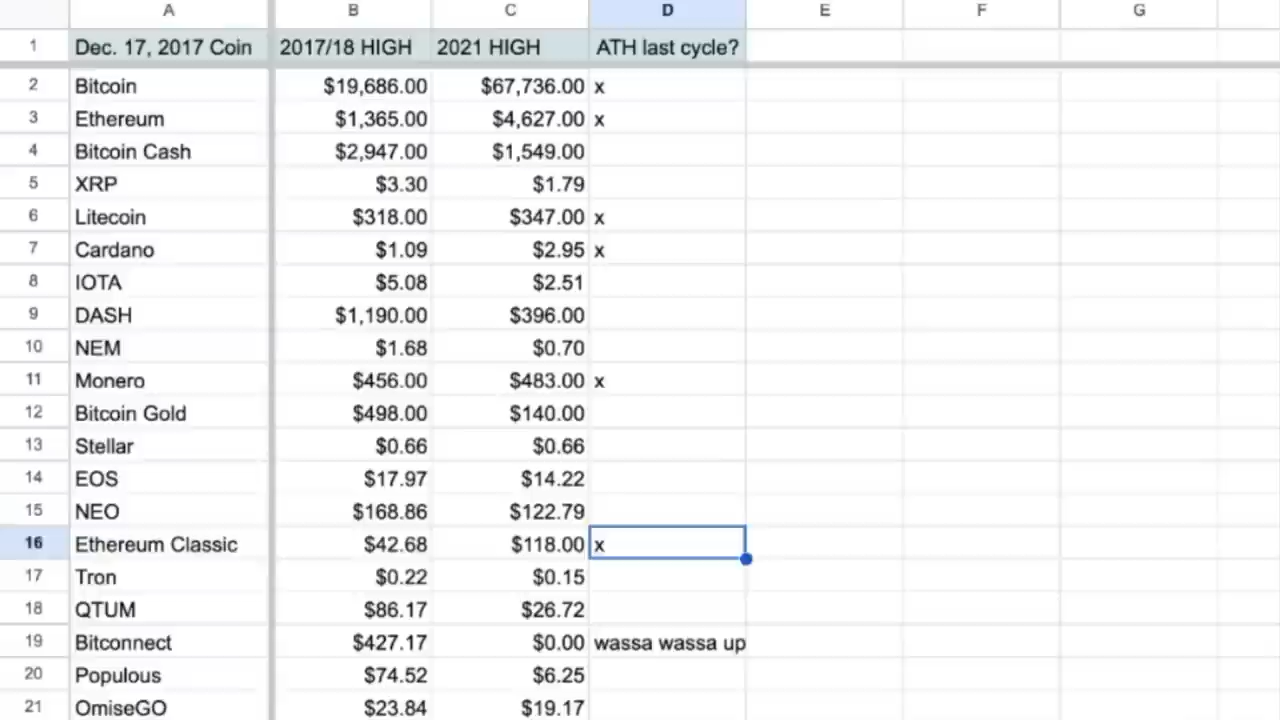 A B C D E F G
1 Dec. 17, 2017 Coin 2017/18 HIGH 2021 HIGH ATH last cycle?
2 Bitcoin $19,686.00 $67,736.00 x
3 Ethereum $1,365.00 $4,627.00 x
4 Bitcoin Cash $2,947.00 $1,549.00
5 XRP $3.30 $1.79
6 Litecoin $318.00 $347.00 x
7 Cardano $1.09 $2.95 x
8 IOTA $5.08 $2.51
9 DASH $1,190.00 $396.00
10 NEM $1.68 $0.70
11 Monero $456.00 $483.00 x
12 Bitcoin Gold $498.00 $140.00
13 Stellar $0.66 $0.66
14 EOS $17.97 $14.22
15 NEO $168.86 $122.79
16 Ethereum Classic $42.68 $118.00 x
17 Tron $0.22 $0.15
18 QTUM $86.17 $26.72
19 Bitconnect $427.17 $0.00 wassa wassa up
20 Populous $74.52 $6.25
21 OmiseGO $23.84 $19.17